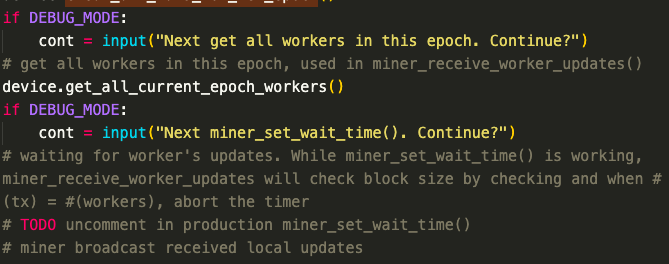 if DEBUG_MODE:
cont = input("Next get all workers in this epoch. Continue?")
# get all workers in this epoch, used in miner_receive_worker_updates()
device.get_all_current_epoch_workers()
if DEBUG_MODE:
cont = input("Next miner_set_wait_time(). Continue?")
# waiting for worker's updates. While miner_set_wait_time() is working,
miner_receive_worker_updates will check block size by checking and when #
(tx) = #(workers), abort the timer
# TODO uncomment in production miner_set_wait_time()
# miner broadcast received local updates